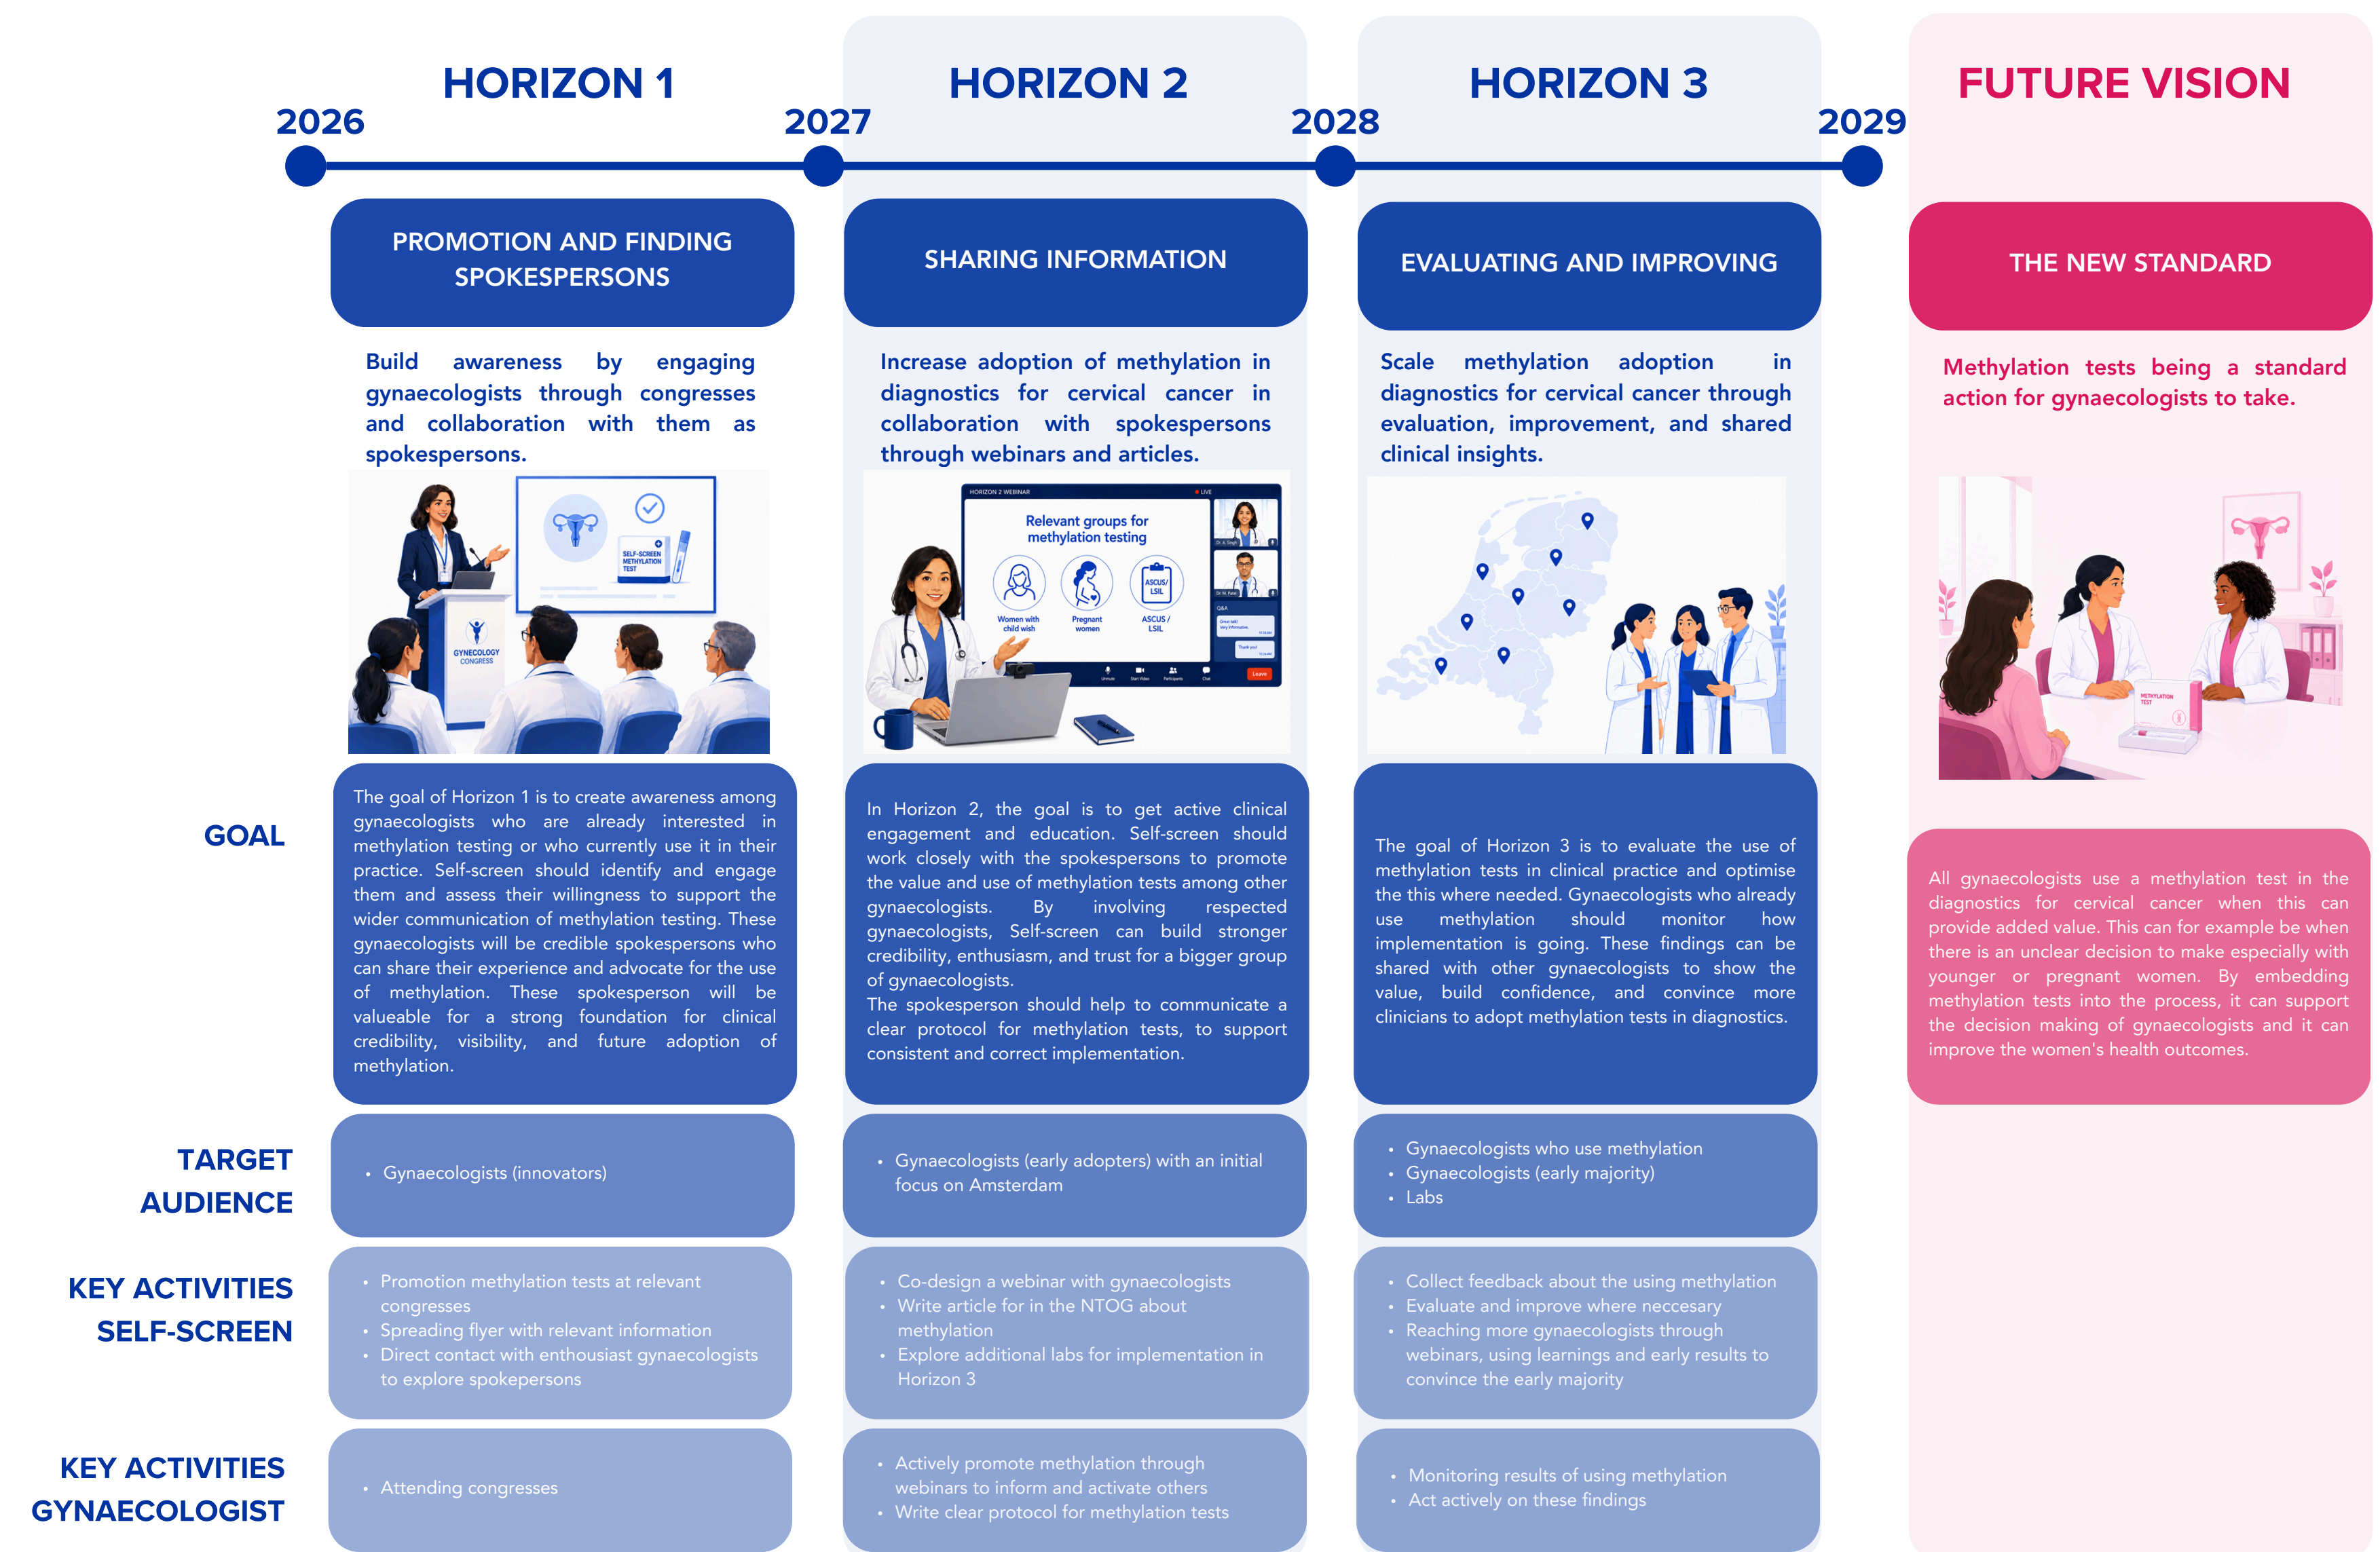 HORIZON 1
HORIZON 2
HORIZON 3
FUTURE VISION
2026
2027
2028
2029
PROMOTION AND FINDING
SPOKESPERSONS
SHARING INFORMATION
EVALUATING AND IMPROVING
THE NEW STANDARD
Build awareness by engaging
gynaecologists through congresses
and collaboration with them as
spokespersons.
Increase adoption of methylation in
diagnostics for cervical cancer in
collaboration with spokespersons
through webinars and articles.
Scale methylation adoption in
diagnostics for cervical cancer through
evaluation, improvement, and shared
clinical insights.
Methylation tests being a standard
action for gynaecologists to take.
SELF-SCREEN
METHYLATION
TEST
GYNECOLOGY
CONGRESS
HORIZON 2 WEBINAR
LIVE
Relevant groups for
methylation testing
ASCUS/
LSIL
Women with
child wish
Pregnant
women
ASCUS /
LSIL
Dr. A. Singh
Dr. M. Patel
Q&A
Great talk!
Very informative.
Thank you!
Unmute
Start Video
Participants
Chat
Leave
METHYLATION
TEST
GOAL
The goal of Horizon 1 is to create awareness among
gynaecologists who are already interested in
methylation testing or who currently use it in their
practice. Self-screen should identify and engage
them and assess their willingness to support the
wider communication of methylation testing. These
gynaecologists will be credible spokespersons who
can share their experience and advocate for the use
of methylation. These spokesperson will be
valueable for a strong foundation for clinical
credibility, visibility, and future adoption of
methylation.
In Horizon 2, the goal is to get active clinical
engagement and education. Self-screen should
work closely with the spokespersons to promote
the value and use of methylation tests among other
gynaecologists. By involving respected
gynaecologists, Self-screen can build stronger
credibility, enthusiasm, and trust for a bigger group
of gynaecologists.
The spokesperson should help to communicate a
clear protocol for methylation tests, to support
consistent and correct implementation.
The goal of Horizon 3 is to evaluate the use of
methylation tests in clinical practice and optimise
the this where needed. Gynaecologists who already
use methylation should monitor how
implementation is going. These findings can be
shared with other gynaecologists to show the
value, build confidence, and convince more
clinicians to adopt methylation tests in diagnostics.
All gynaecologists use a methylation test in the
diagnostics for cervical cancer when this can
provide added value. This can for example be when
there is an unclear decision to make especially with
younger or pregnant women. By embedding
methylation tests into the process, it can support
the decision making of gynaecologists and it can
improve the women's health outcomes.
TARGET
AUDIENCE
• Gynaecologists (innovators)
• Gynaecologists (early adopters) with an initial
focus on Amsterdam
• Gynaecologists who use methylation
• Gynaecologists (early majority)
• Labs
KEY ACTIVITIES
SELF-SCREEN
• Promotion methylation tests at relevant
congresses
• Spreading flyer with relevant information
• Direct contact with enthousiast gynaecologists
to explore spokepersons
• Co-design a webinar with gynaecologists
• Write article for in the NTOG about
methylation
• Explore additional labs for implementation in
Horizon 3
• Collect feedback about the using methylation
• Evaluate and improve where neccesary
• Reaching more gynaecologists through
webinars, using learnings and early results to
convince the early majority
KEY ACTIVITIES
GYNAECOLOGIST
• Attending congresses
• Actively promote methylation through
webinars to inform and activate others
• Write clear protocol for methylation tests
• Monitoring results of using methylation
• Act actively on these findings